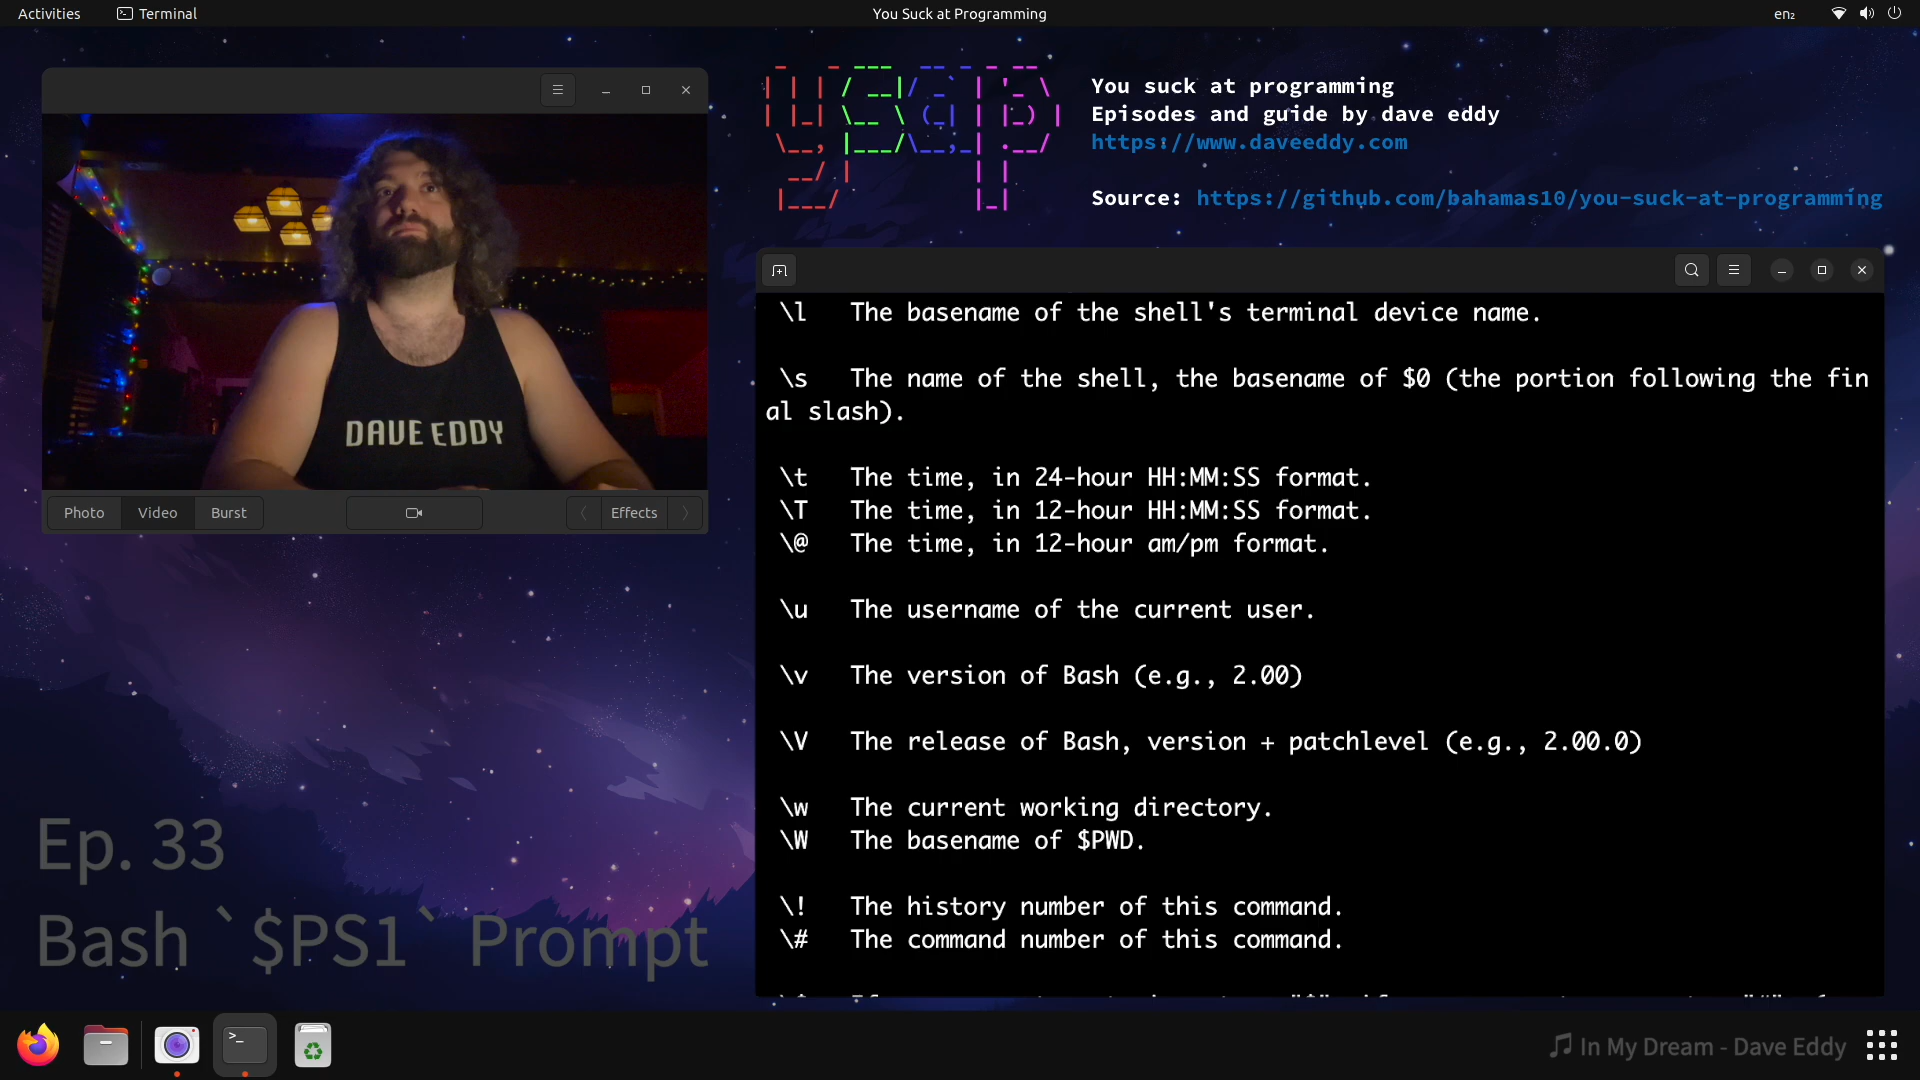 Activities
Terminal
You Suck at Programming
en₂
You suck at programming
Episodes and guide by dave eddy
https://www.daveeddy.com
Source: https://github.com/bahamas10/you-suck-at-programming
DAVE EDDY
Photo
Video
Burst
Effects
\l The basename of the shell's terminal device name.
\s The name of the shell, the basename of $0 (the portion following the fin
al slash).
\t The time, in 24-hour HH:MM:SS format.
\T The time, in 12-hour HH:MM:SS format.
\@ The time, in 12-hour am/pm format.
\u The username of the current user.
\v The version of Bash (e.g., 2.00)
\V The release of Bash, version + patchlevel (e.g., 2.00.0)
\w The current working directory.
\W The basename of $PWD.
\! The history number of this command.
\# The command number of this command.
Ep. 33
Bash `$PS1` Prompt
In My Dream - Dave Eddy